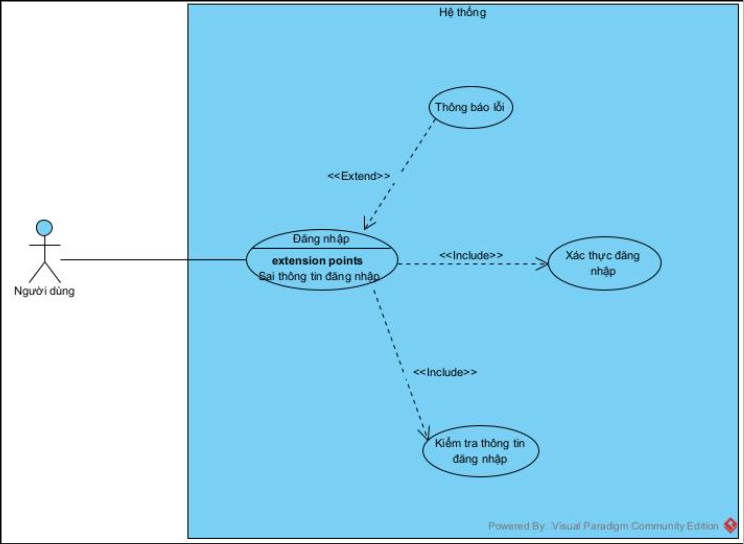 Hệ thống
Thông báo lỗi
<<Extend>>
Đăng nhập
extension points
Sai thông tin đăng nhập
<<Include>>
Xác thực đăng
nhập
Người dùng
<<Include>>
Kiểm tra thông tin
đăng nhập
Powered By: Visual Paradigm Community Edition